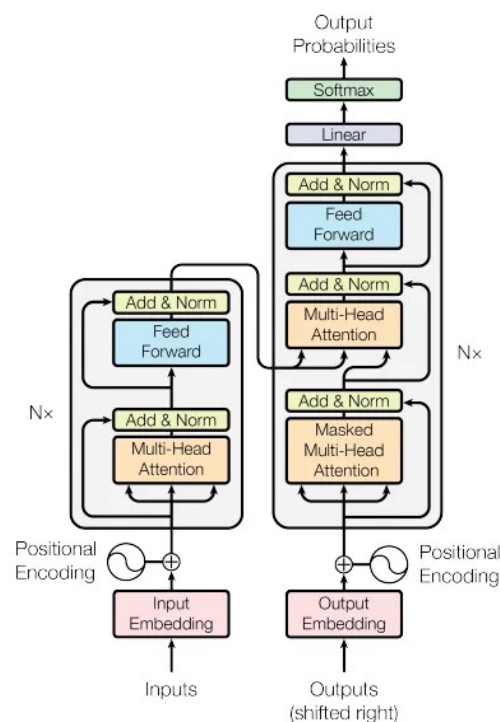 Output
Probabilities
Softmax
Linear
Add & Norm
Feed
Forward
Add & Norm
Multi-Head
Attention
Nx
Add & Norm
Masked
Multi-Head
Attention
Add & Norm
Feed
Forward
Nx
Add & Norm
Multi-Head
Attention
Positional
Encoding
Positional
Encoding
Input
Embedding
Output
Embedding
Inputs
Outputs
(shifted right)